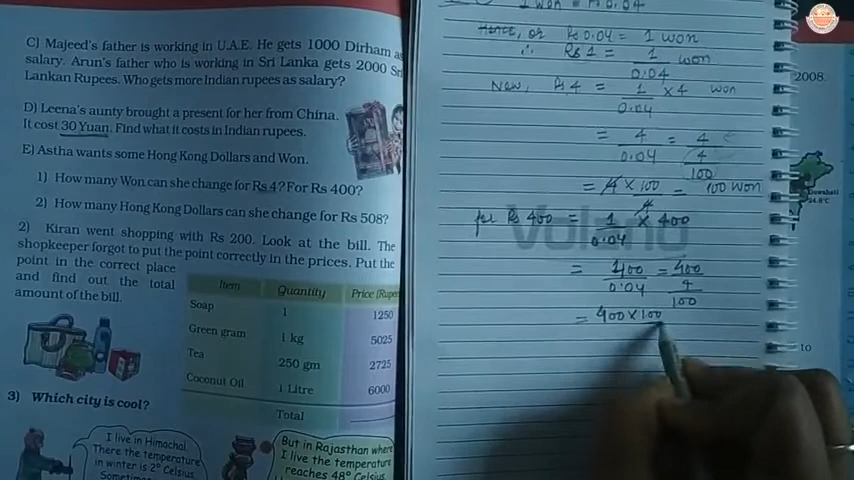 C) Majeed's father is working in U.A.E. He gets 1000 Dirham as
salary. Arun's father who is working in Sri Lanka gets 2000 Sri
Lankan Rupees. Who gets more Indian rupees as salary?
D) Leena's aunty brought a present for her from China.
It cost 30 Yuan. Find what it costs in Indian rupees.
E) Astha wants some Hong Kong Dollars and Won.
1) How many Won can she change for Rs 4? For Rs 400?
2) How many Hong Kong Dollars can she change for Rs 508?
2) Kiran went shopping with Rs 200. Look at the bill. The
shopkeeper forgot to put the point correctly in the prices. Put the
point in the correct place
and find out the total
amount of the bill.
Item Quantity Price (Rupe
Soap 1 1250
Green gram 1 kg 5025
Tea 250 gm 2725
Coconut Oil 1 Litre 6000
Total
3) Which city is cool?
I live in Himachal
There the temperature
in winter is 2° Celsius
Sometimes
But in Rajasthan where
I live the temperature
reaches 48° Celsius
1 won = Rs 0.04
Hence, or Rs 0.04 = 1 won
∴ Rs 1 = 1/0.04 won
Now, Rs 4 = 1/0.04 × 4 won
= 4/0.04 = 4/(4/100)
= 4 × 100/4 = 100 won
for Rs 400 = 1/0.04 × 400
= 400/0.04 = 400/(4/100)
= 400 × 100
2008.
to